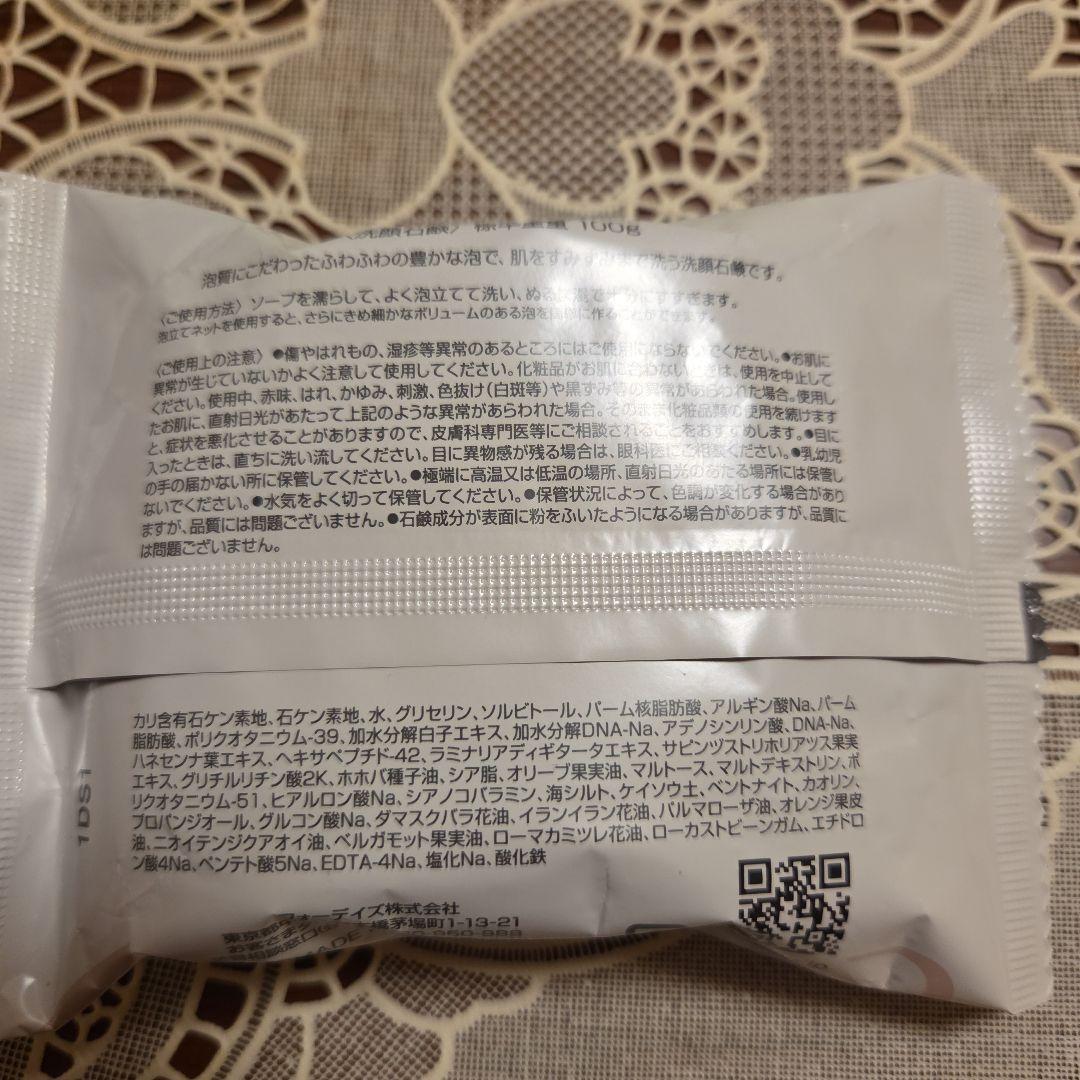 〈洗顔石鹸〉 標準重量 100g
泡質にこだわったふわふわの豊かな泡で、肌をすみずみまで洗う洗顔石鹸です。
〈ご使用方法〉ソープを濡らして、よく泡立てて洗い、ぬるま湯で十分にすすぎます。
泡立てネットを使用すると、さらにきめ細かなボリュームのある泡を簡単に作ることができます。
〈ご使用上の注意〉●傷やはれもの、湿疹等異常のあるところにはご使用にならないでください。●お肌に
異常が生じていないかよく注意して使用してください。化粧品がお肌に合わないときは、使用を中止して
ください。使用中、赤味、はれ、かゆみ、刺激、色抜け(白斑等)や黒ずみ等の異常があらわれた場合。使用し
たお肌に、直射日光があたって上記のような異常があらわれた場合。そのまま化粧品類の使用を続けます
と、症状を悪化させることがありますので、皮膚科専門医等にご相談されることをおすすめします。●目に
入ったときは、直ちに洗い流してください。目に異物感が残る場合は、眼科医にご相談ください。●乳幼児
の手の届かない所に保管してください。●極端に高温又は低温の場所、直射日光のあたる場所には保管し
ないでください。●水気をよく切って保管してください。●保管状況によって、色調が変化する場合があり
ますが、品質には問題ございません。●石鹸成分が表面に粉をふいたようになる場合がありますが、品質に
は問題ございません。
カリ含有石ケン素地、石ケン素地、水、グリセリン、ソルビトール、パーム核脂肪酸、アルギン酸Na、パーム
脂肪酸、ポリクオタニウム-39、加水分解白子エキス、加水分解DNA-Na、アデノシンリン酸、DNA-Na、
ハネセンナ葉エキス、ヘキサペプチド-42、ラミナリアディギタータエキス、サピンヅストリホリアツス果実
エキス、グリチルリチン酸2K、ホホバ種子油、シア脂、オリーブ果実油、マルトース、マルトデキストリン、ポ
リクオタニウム-51、ヒアルロン酸Na、シアノコバラミン、海シルト、ケイソウ土、ベントナイト、カオリン、
プロパンジオール、グルコン酸Na、ダマスクバラ花油、イランイラン花油、パルマローザ油、オレンジ果皮
油、ニオイテンジクアオイ油、ベルガモット果実油、ローマカミツレ花油、ローカストビーンガム、エチドロ
ン酸4Na、ペンテト酸5Na、EDTA-4Na、塩化Na、酸化鉄
1DS1
フォーデイズ株式会社
東京都 橋茅場町1-13-21
お客さま